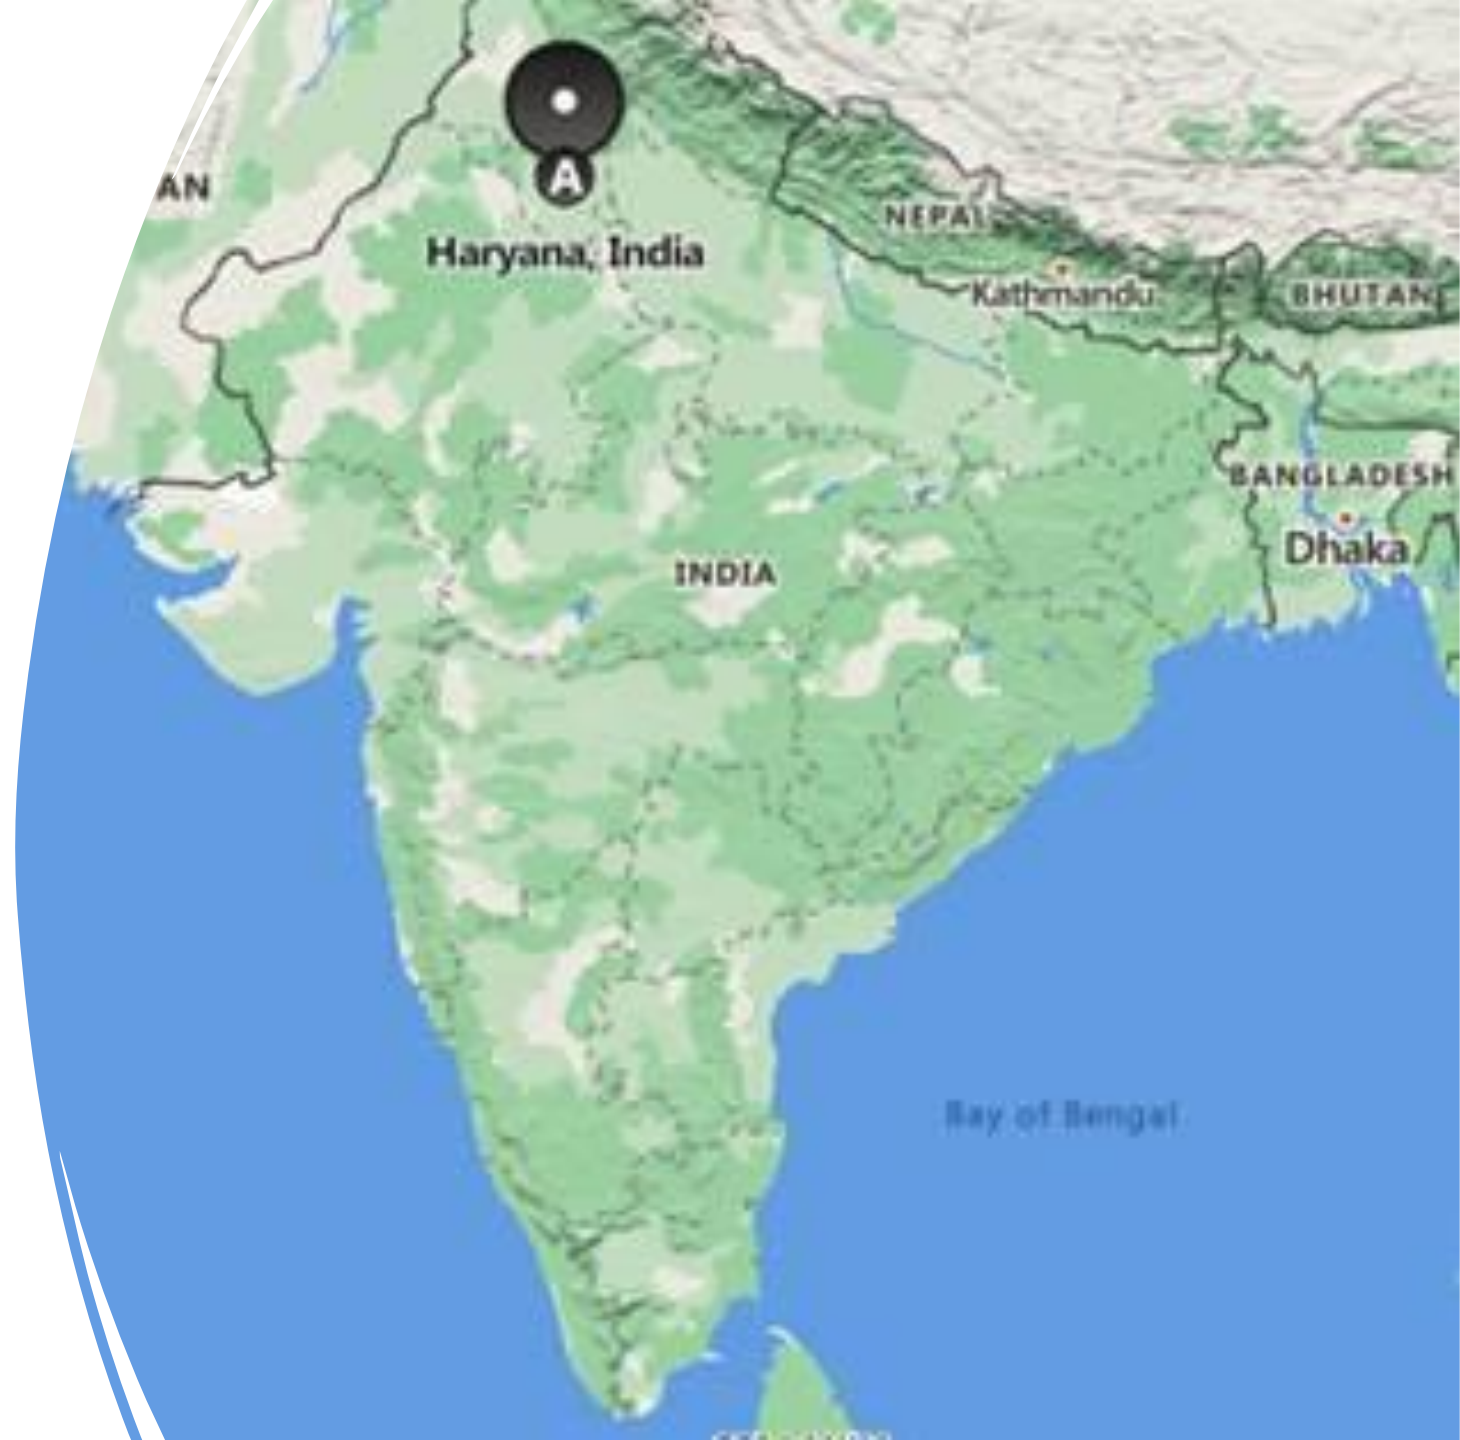 A
AN
NEPAL
Haryana, India
Kathmandu
BHUTAN
BANGLADESH
Dhaka
INDIA
Bay of Bengal